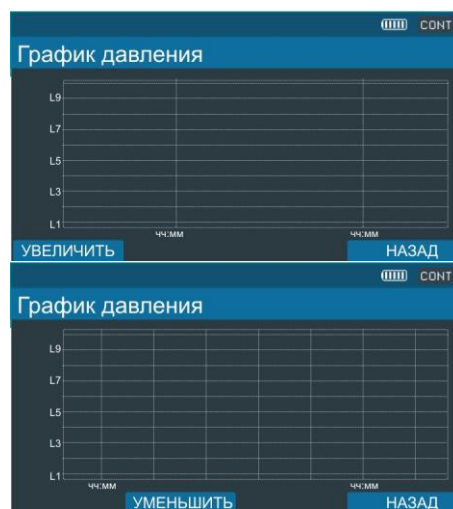 CONT
График давления
L9
L7
L5
L3
L1
чч:мм чч:мм
УВЕЛИЧИТЬ НАЗАД
CONT
График давления
L9
L7
L5
L3
L1
чч:мм чч:мм
УМЕНЬШИТЬ НАЗАД